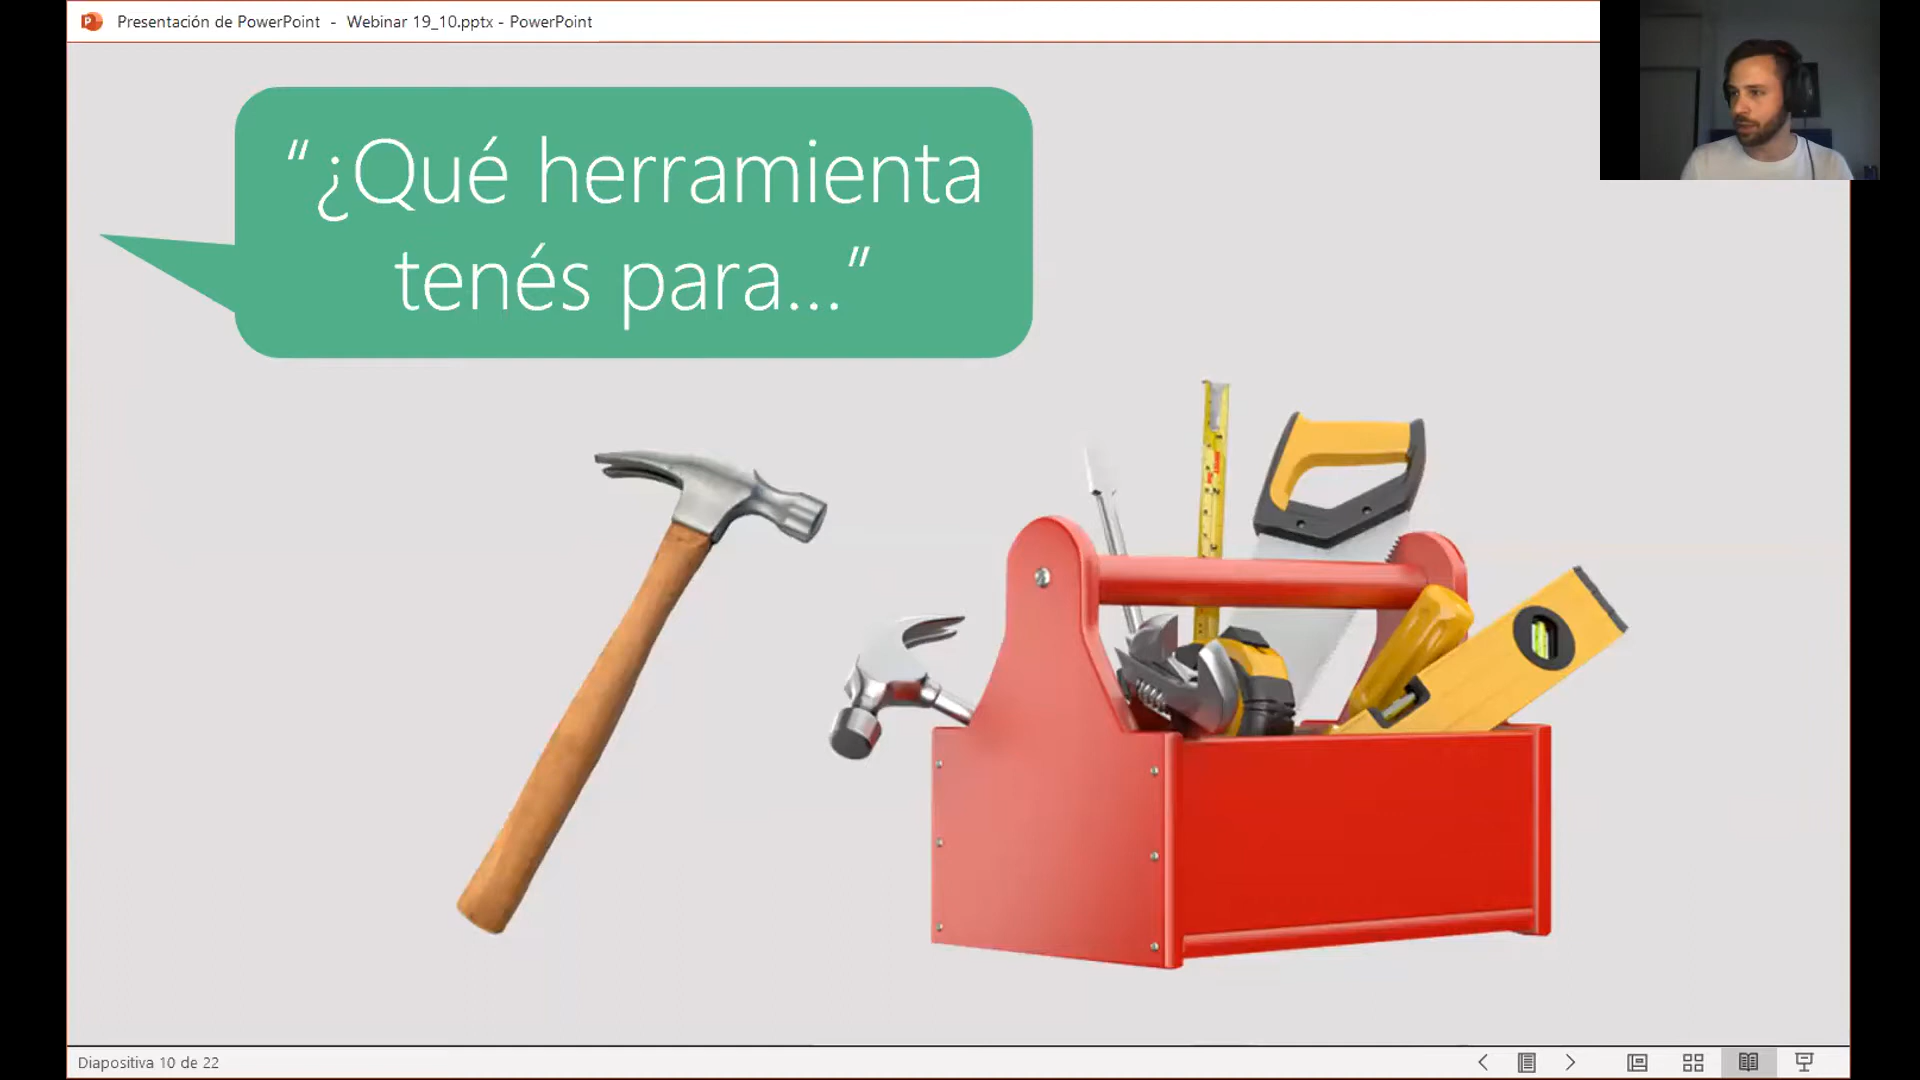 Presentación de PowerPoint - Webinar 19_10.pptx - PowerPoint
“¿Qué herramienta
tenés para...”
Diapositiva 10 de 22